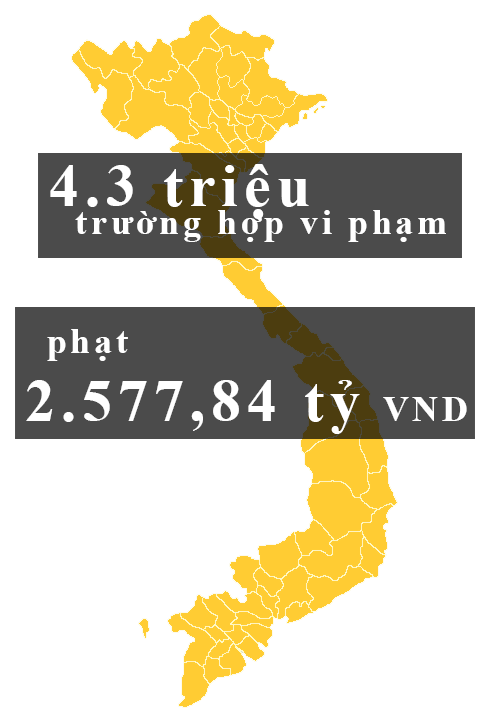 4.3 triệu
trường hợp vi phạm
phạt
2.577,84 tỷ VND